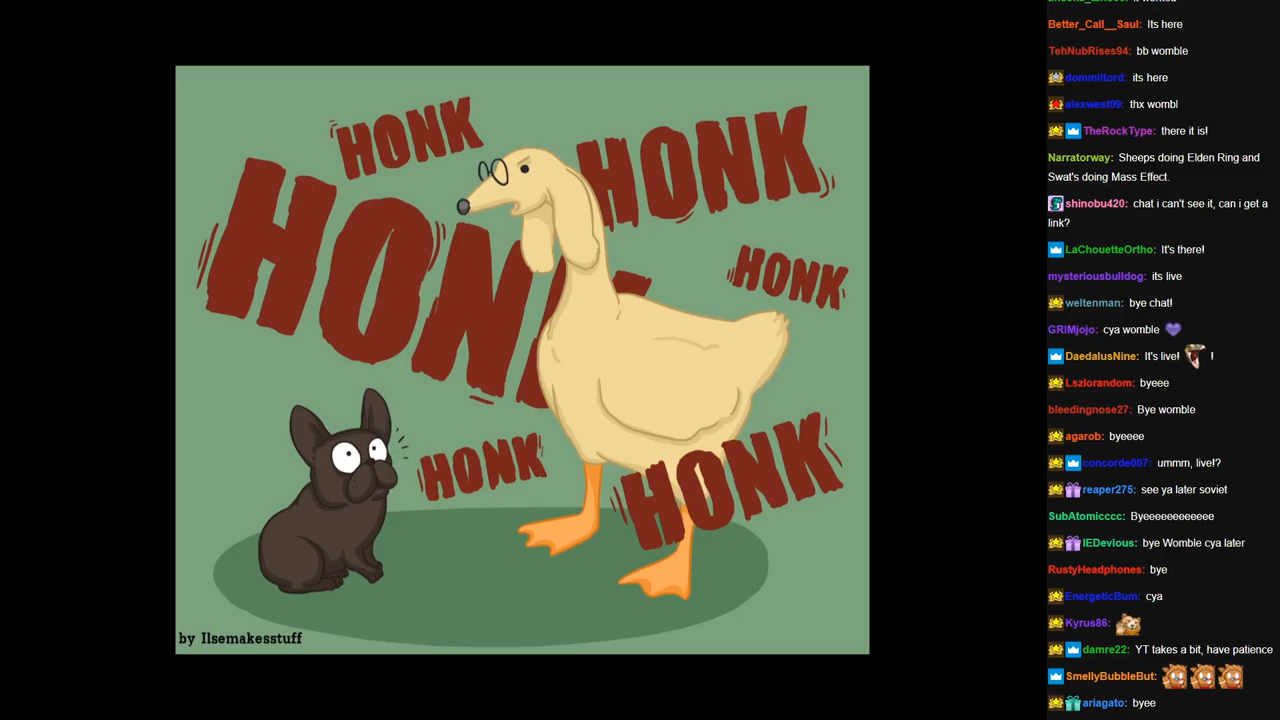 HONK
HONK
HONK
HONK
HONK
HONK
by Ilsemakesstuff
Better_Call__Saul: Its here
TehNubRises94: bb womble
dommiltord: its here
alexwest09: thx wombl
TheRockType: there it is!
Narratorway: Sheeps doing Elden Ring and
Swat's doing Mass Effect.
shinobu420: chat i can't see it, can i get a
link?
LaChouetteOrtho: It's there!
mysteriousbulldog: its live
weltenman: bye chat!
GRIMjojo: cya womble
DaedalusNine: It's live! !
Lszlorandom: byeee
bleedingnose27: Bye womble
agarob: byeeee
concorde007: ummm, live!?
reaper275: see ya later soviet
SubAtomicccc: Byeeeeeeeeeee
IEDevious: bye Womble cya later
RustyHeadphones: bye
EnergeticBum: cya
Kyrus86:
damre22: YT takes a bit, have patience
SmellyBubbleBut:
ariagato: byee